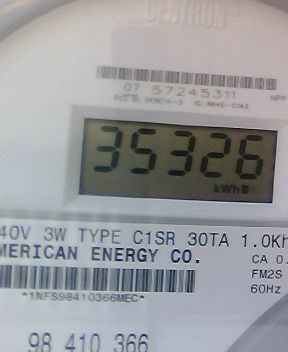 CENTRON®
07 57245311
35326
kWh
40V 3W TYPE C1SR 30TA 1.0Kh
MERICAN ENERGY CO.
CA 0.
FM2S
60Hz
*1NFS98410366MEC*
98 410 366